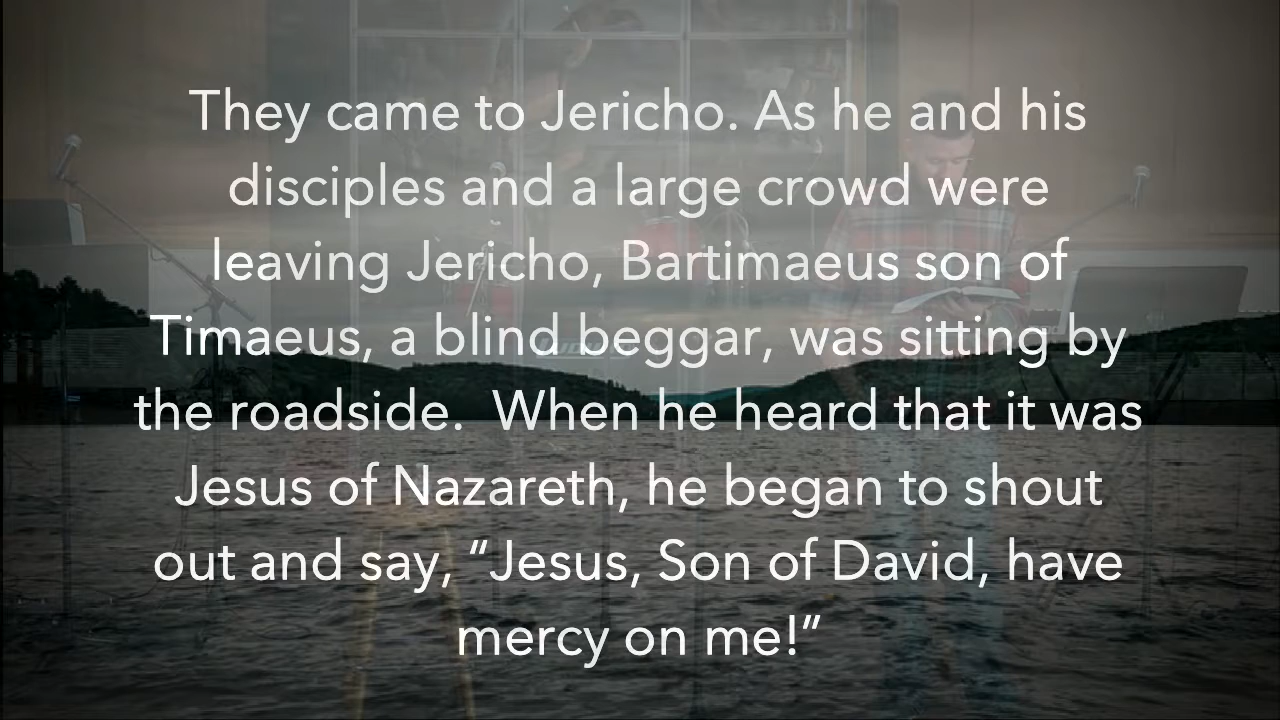 They came to Jericho. As he and his
disciples and a large crowd were
leaving Jericho, Bartimaeus son of
Timaeus, a blind beggar, was sitting by
the roadside.  When he heard that it was
Jesus of Nazareth, he began to shout
out and say, “Jesus, Son of David, have
mercy on me!”